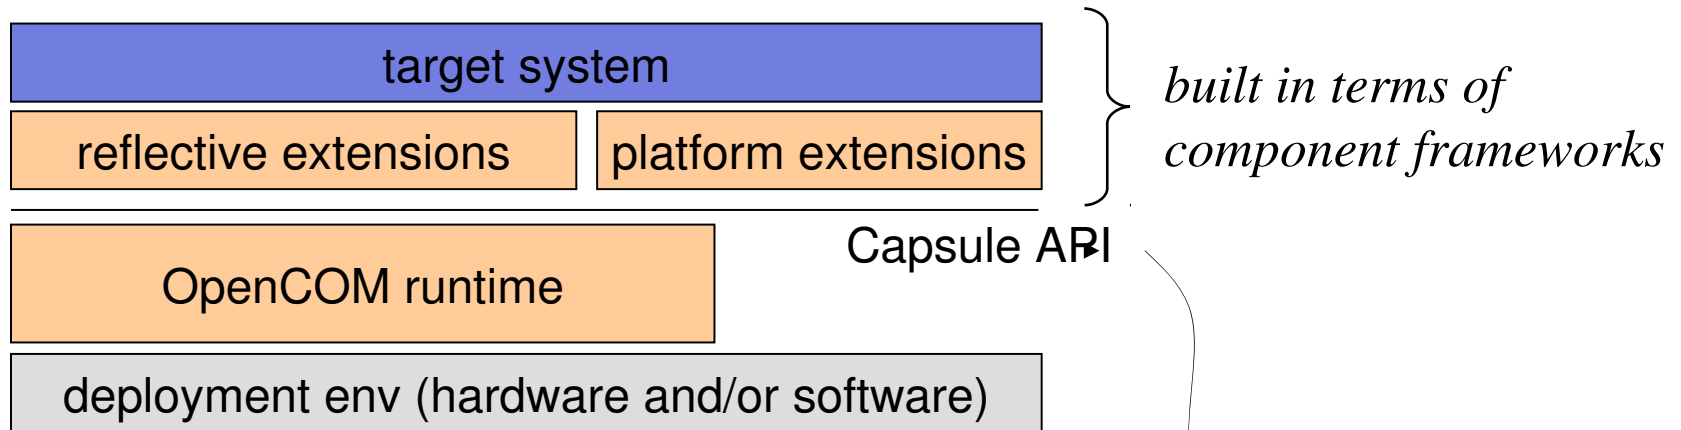 target system
built in terms of
component frameworks
reflective extensions
platform extensions
Capsule API
OpenCOM runtime
deployment env (hardware and/or software)